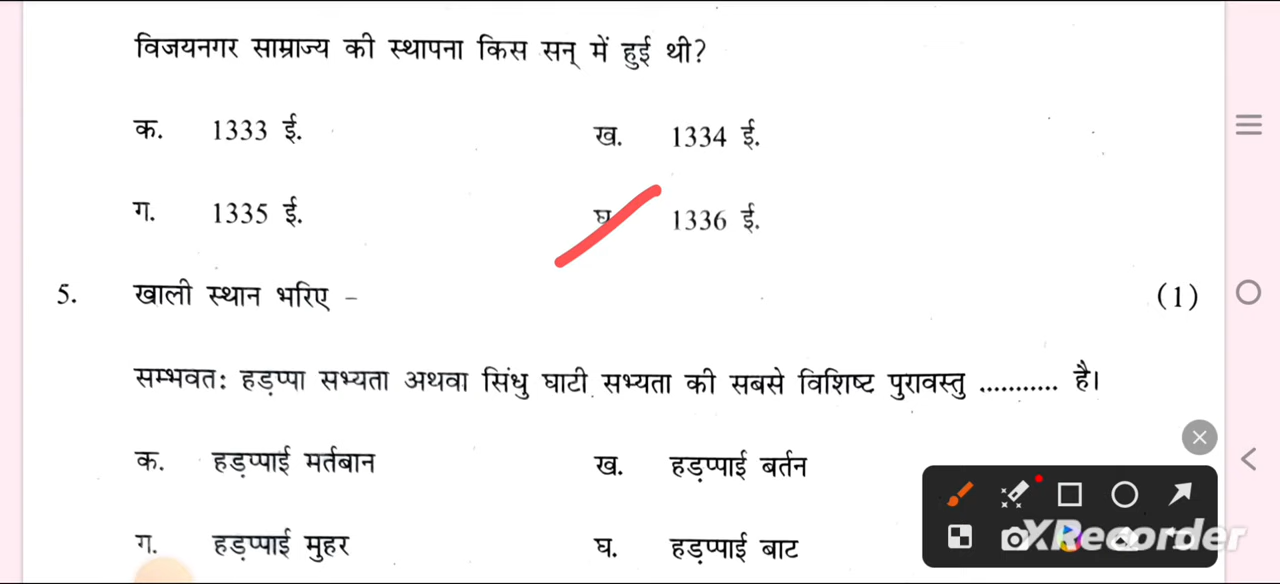 विजयनगर साम्राज्य की स्थापना किस सन् में हुई थी?
क. 1333 ई. ख. 1334 ई.
ग. 1335 ई. घ. 1336 ई.
5. खाली स्थान भरिए - (1)
सम्भवत: हड़प्पा सभ्यता अथवा सिंधु घाटी सभ्यता की सबसे विशिष्ट पुरावस्तु ........... है।
क. हड़प्पाई मर्तबान ख. हड़प्पाई बर्तन
ग. हड़प्पाई मुहर घ. हड़प्पाई बाट
XRecorder